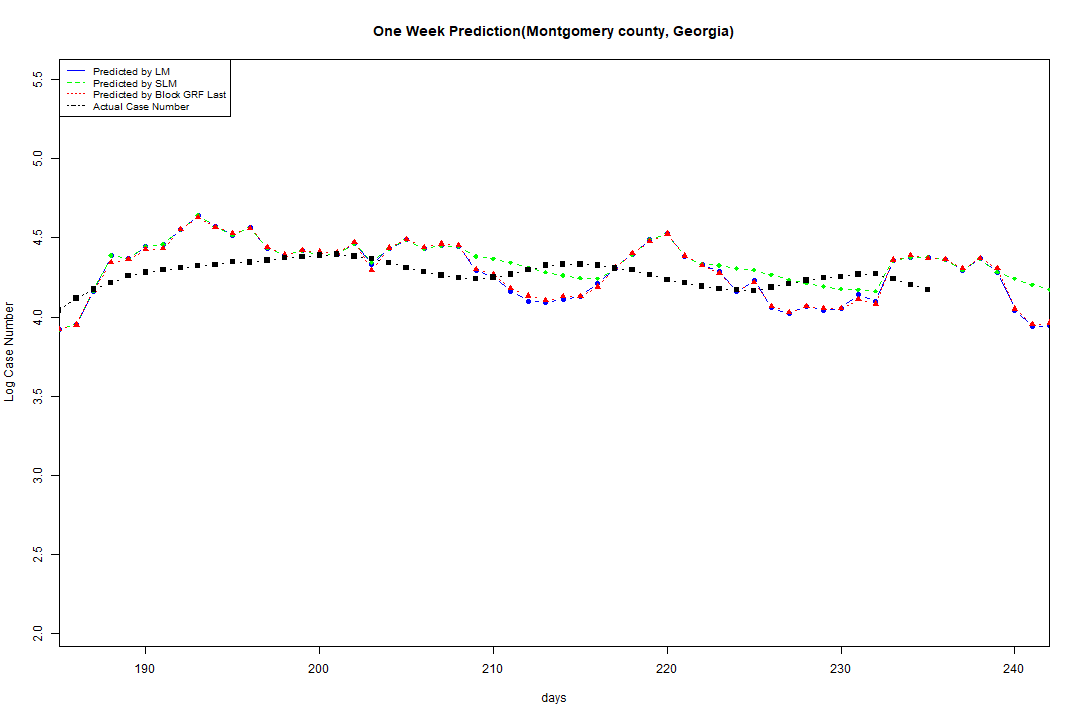 One Week Prediction(Montgomery county, Georgia)
Predicted by LM
Predicted by SLM
Predicted by Block GRF Last
Actual Case Number
5.5
5.0
4.5
4.0
3.5
3.0
2.5
2.0
Log Case Number
190 200 210 220 230 240
days